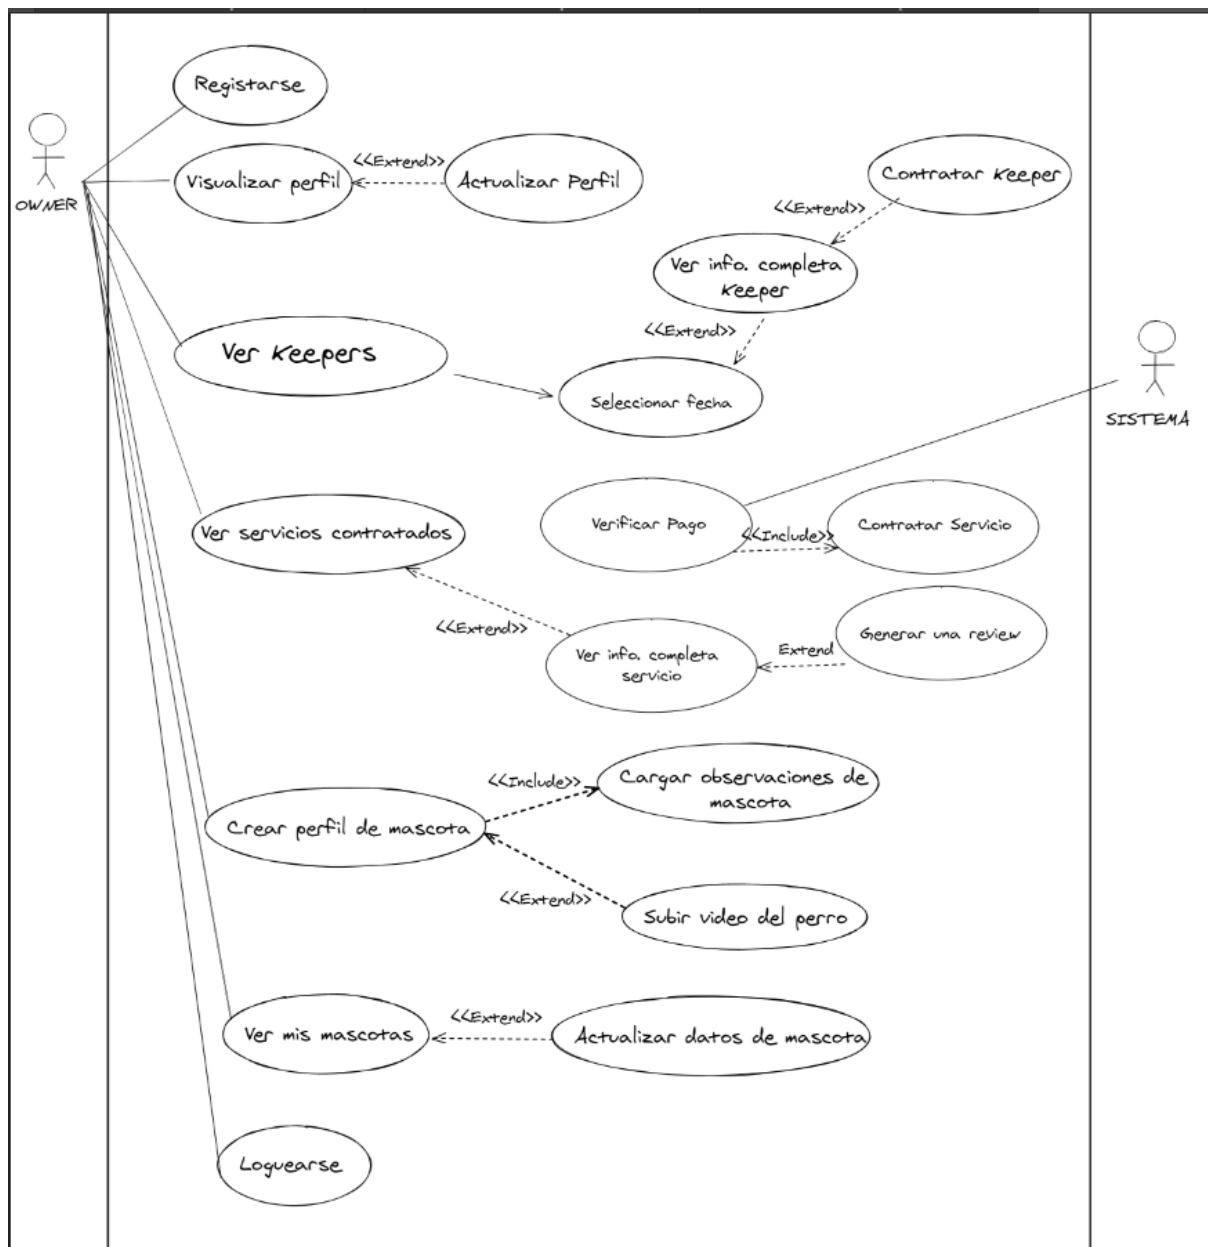 Registarse
OWNER
Visualizar perfil
<<Extend>>
Actualizar Perfil
Contratar Keeper
<<Extend>>
Ver info. completa
Keeper
<<Extend>>
Ver Keepers
Seleccionar fecha
SISTEMA
Ver servicios contratados
Verificar Pago
<<Include>>
Contratar Servicio
<<Extend>>
Ver info. completa
servicio
Extend
Generar una review
Crear perfil de mascota
<<Include>>
Cargar observaciones de
mascota
<<Extend>>
Subir video del perro
Ver mis mascotas
<<Extend>>
Actualizar datos de mascota
Loguearse